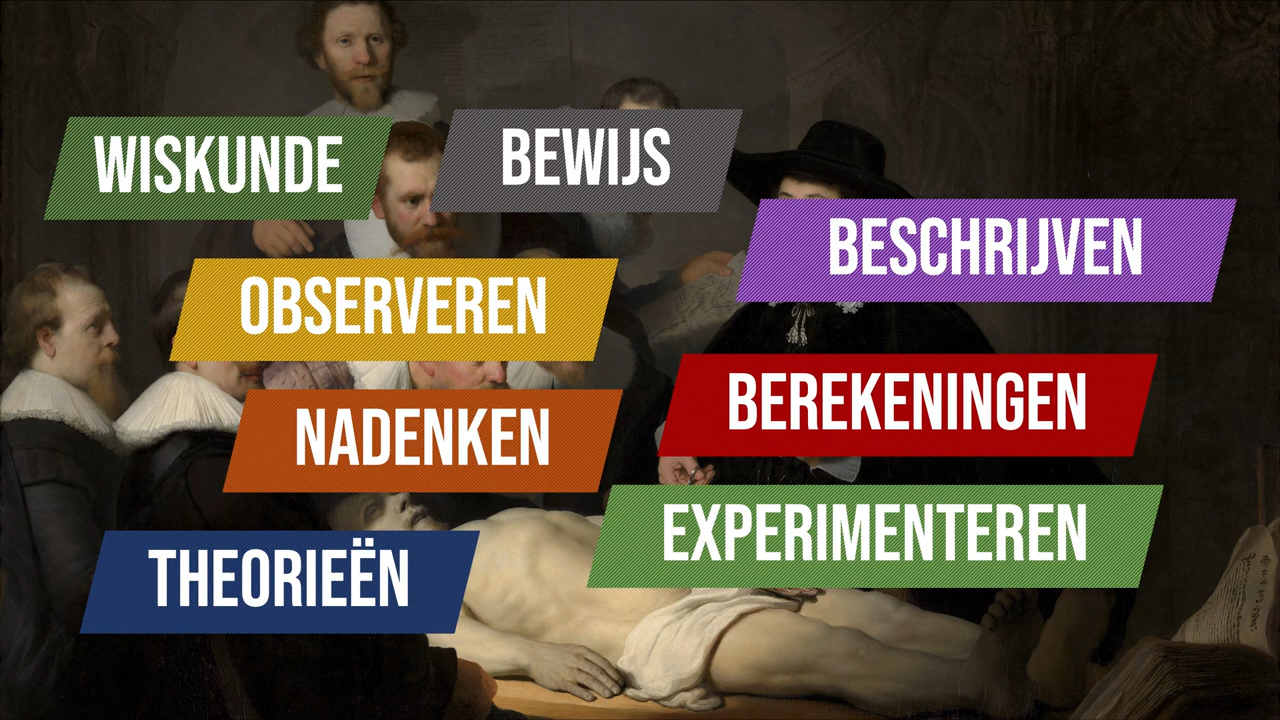 WISKUNDE
BEWIJS
BESCHRIJVEN
OBSERVEREN
BEREKENINGEN
NADENKEN
EXPERIMENTEREN
THEORIEËN